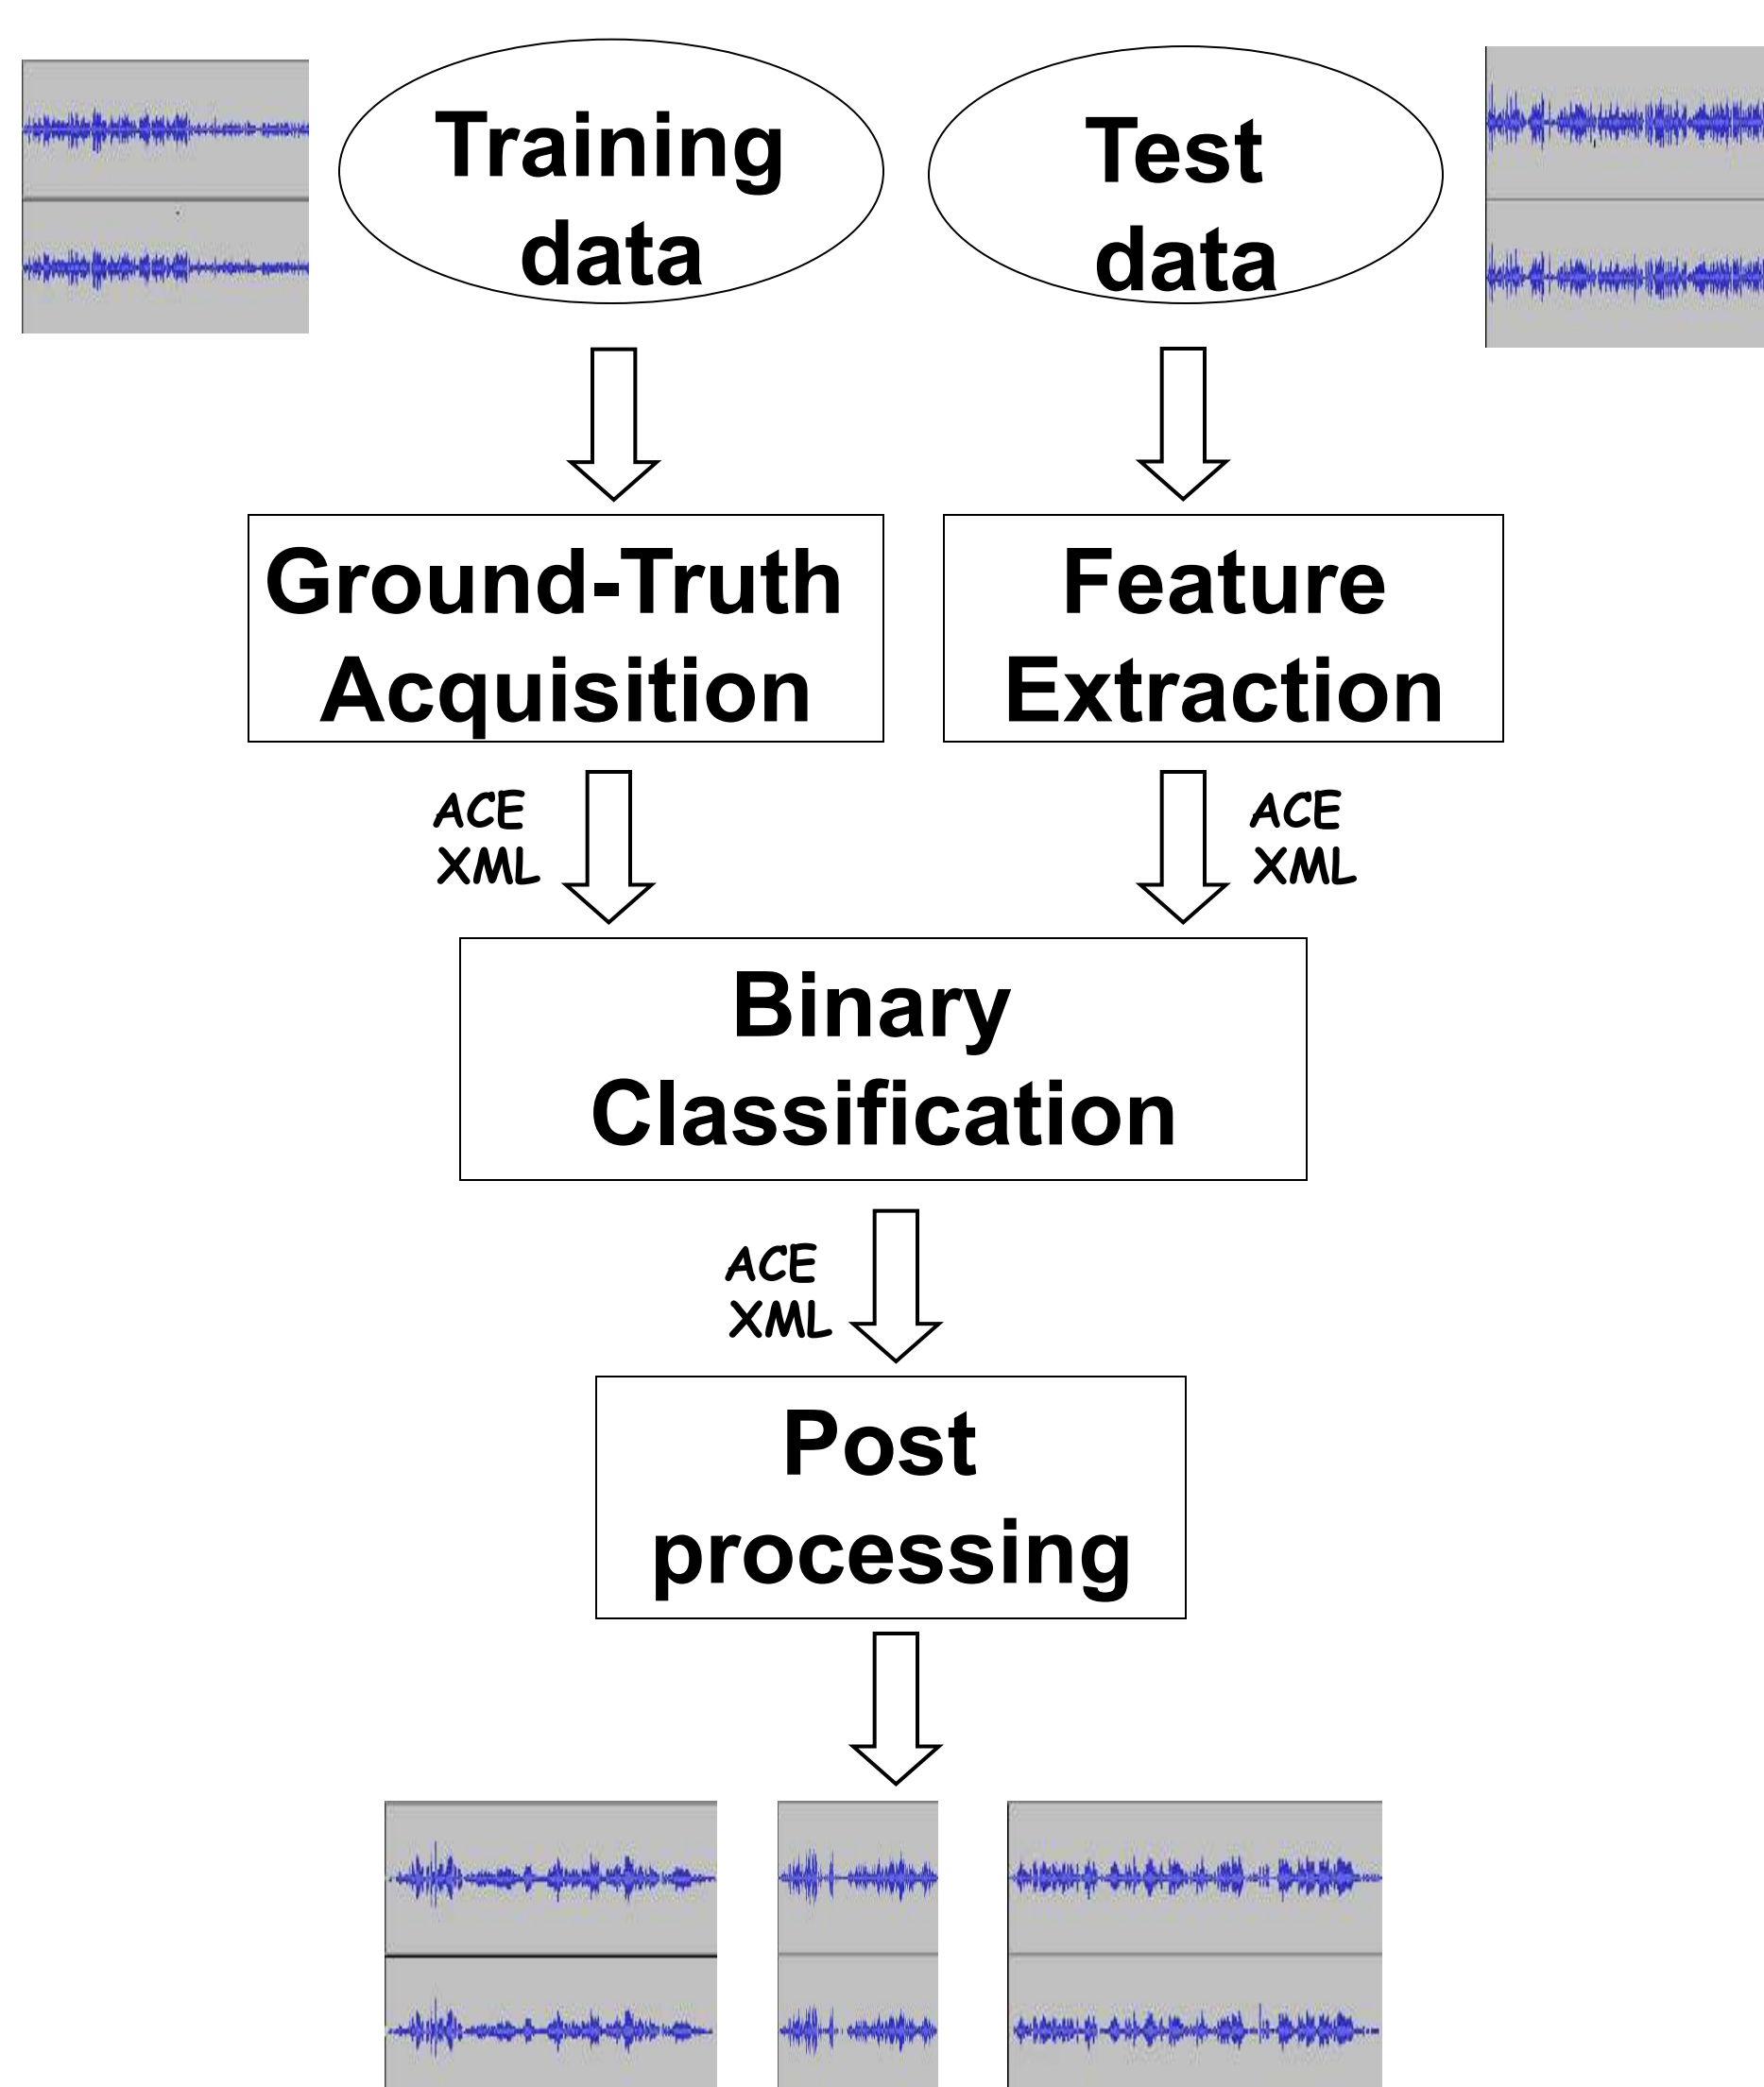 Training
data
Test
data
Ground-Truth
Acquisition
Feature
Extraction
ACE
XML
ACE
XML
Binary
Classification
ACE
XML
Post
processing